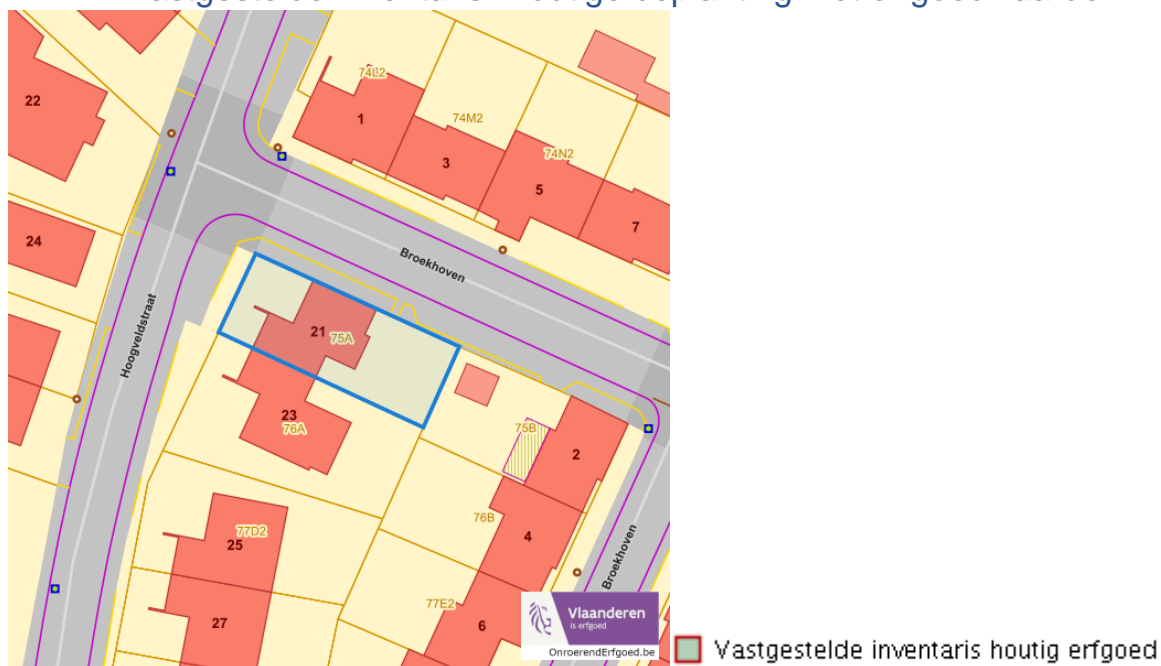 22
74L2
1
74M2
3
74N2
5
7
24
Broekhoven
Hoogveldstraat
21
75A
23
76A
75B
2
76B
4
77D2
25
Broekhoven
77E2
27
6
Vlaanderen
is erfgoed
OnroerendErfgoed.be
Vastgestelde inventaris houtig erfgoed